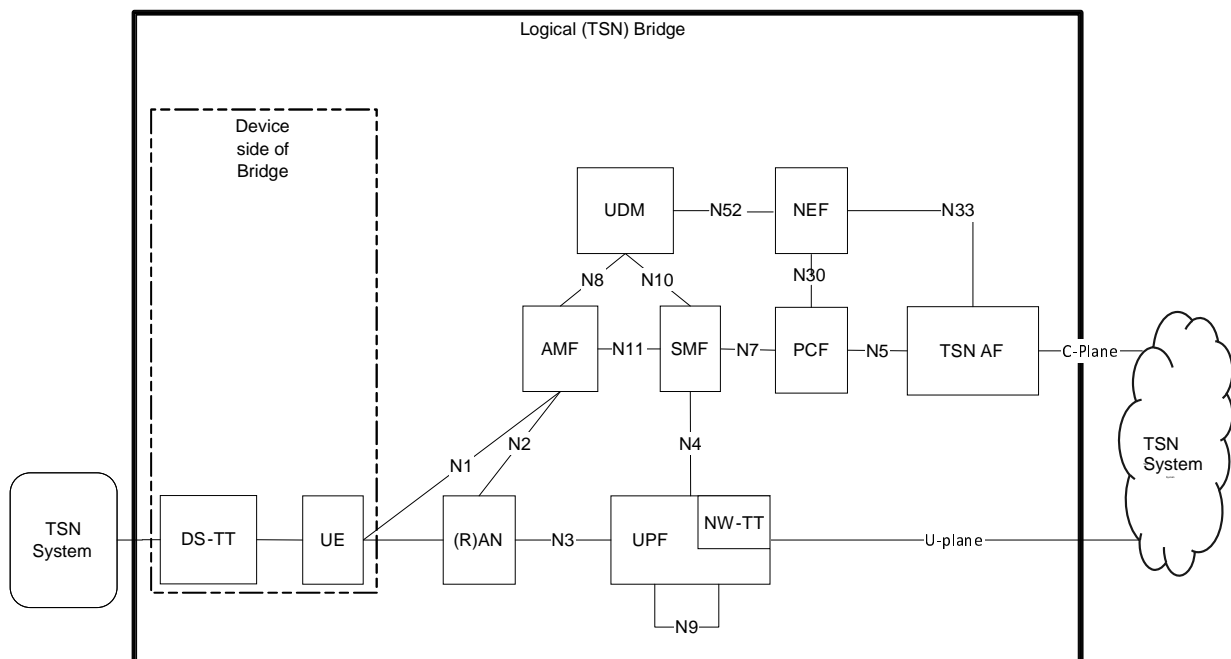 Logical (TSN) Bridge
Device
side of
Bridge
UDM
N52
NEF
N33
N8
N10
N30
AMF
N11
SMF
N7
PCF
N5
TSN AF
C-Plane
N1
N2
N4
TSN
System
TSN
System
DS-TT
UE
(R)AN
N3
UPF
NW-TT
U-plane
N9